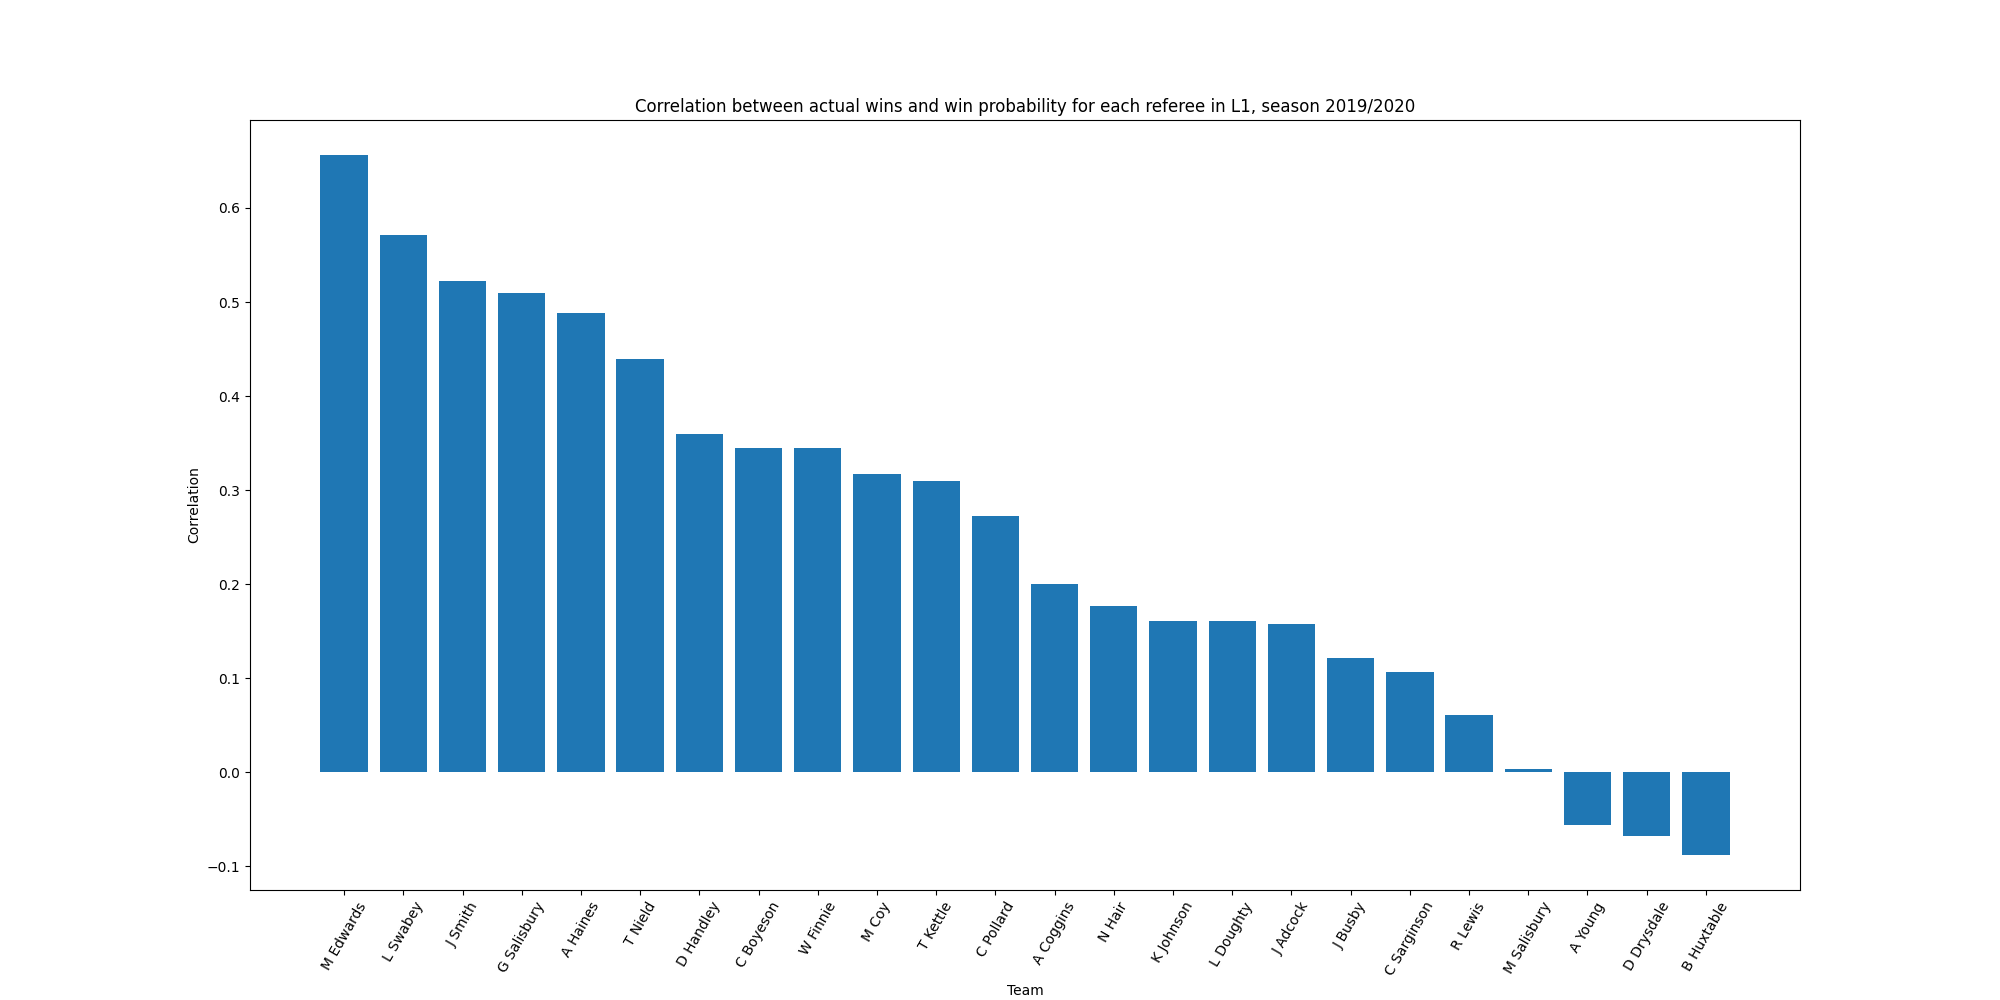 Correlation between actual wins and win probability for each referee in L1, season 2019/2020
Correlation
0.6
0.5
0.4
0.3
0.2
0.1
0.0
−0.1
M Edwards
L Swabey
J Smith
G Salisbury
A Haines
T Nield
D Handley
C Boyeson
W Finnie
M Coy
T Kettle
C Pollard
A Coggins
N Hair
K Johnson
L Doughty
J Adcock
J Busby
C Sarginson
R Lewis
M Salisbury
A Young
D Drysdale
B Huxtable
Team